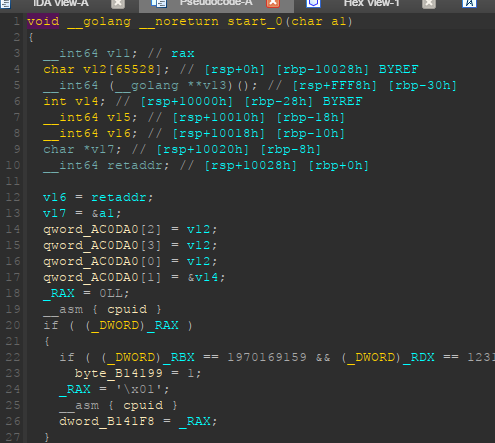 IDA View-A Pseudocode-A Hex View-1
1 void __golang __noreturn start_0(char a1)
2 {
3 __int64 v11; // rax
4 char v12[65528]; // [rsp+0h] [rbp-10028h] BYREF
5 __int64 (__golang **v13)(); // [rsp+FFF8h] [rbp-30h]
6 int v14; // [rsp+10000h] [rbp-28h] BYREF
7 __int64 v15; // [rsp+10010h] [rbp-18h]
8 __int64 v16; // [rsp+10018h] [rbp-10h]
9 char *v17; // [rsp+10020h] [rbp-8h]
10 __int64 retaddr; // [rsp+10028h] [rbp+0h]
11
12 v16 = retaddr;
13 v17 = &a1;
14 qword_AC0DA0[2] = v12;
15 qword_AC0DA0[3] = v12;
16 qword_AC0DA0[0] = v12;
17 qword_AC0DA0[1] = &v14;
18 _RAX = 0LL;
19 __asm { cpuid }
20 if ( (_DWORD)_RAX )
21 {
22 if ( (_DWORD)_RBX == 1970169159 && (_DWORD)_RDX == 1231
23 byte_B14199 = 1;
24 _RAX = '\x01';
25 __asm { cpuid }
26 dword_B141F8 = _RAX;
27 }